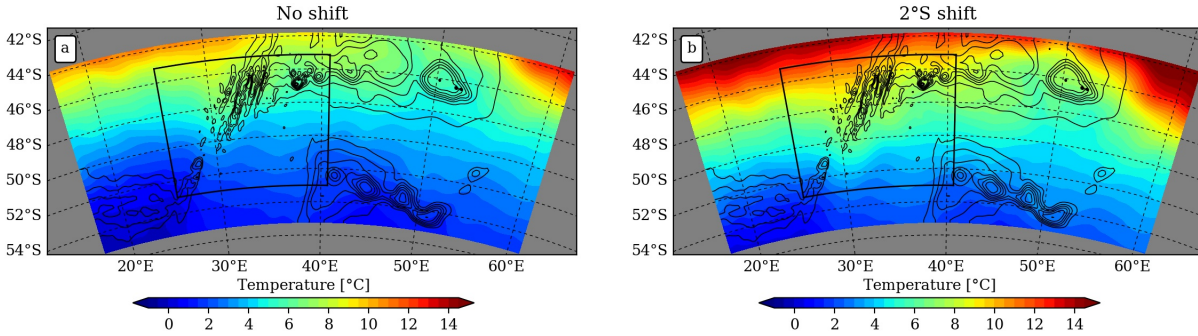 No shift
2°S shift
a
b
42°S
44°S
46°S
48°S
50°S
52°S
54°S
42°S
44°S
46°S
48°S
50°S
52°S
54°S
20°E 30°E 40°E 50°E 60°E
20°E 30°E 40°E 50°E 60°E
Temperature [°C]
Temperature [°C]
0 2 4 6 8 10 12 14
0 2 4 6 8 10 12 14